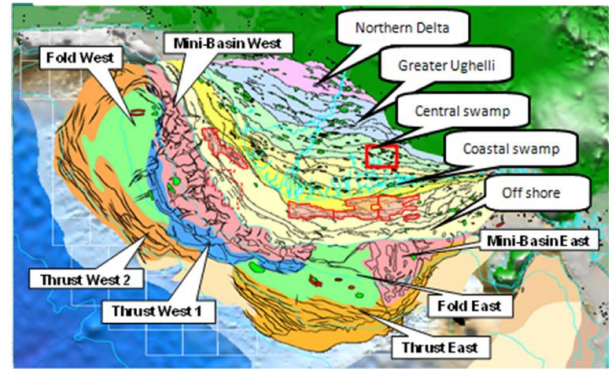 Northern Delta
Mini-Basin West
Fold West
Greater Ughelli
Central swamp
Coastal swamp
Off shore
Mini-Basin East
Thrust West 2
Fold East
Thrust West 1
Thrust East